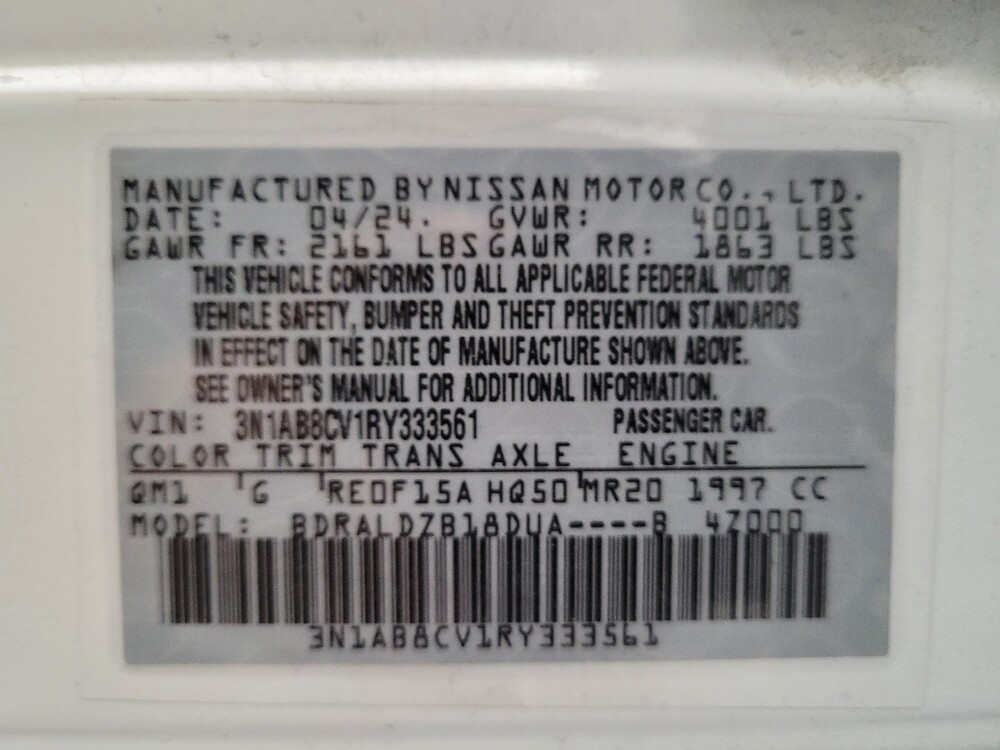 MANUFACTURED BY NISSAN MOTOR CO., LTD.
DATE: 04/24. GVWR: 4001 LBS
GAWR FR: 2161 LBS GAWR RR: 1863 LBS
THIS VEHICLE CONFORMS TO ALL APPLICABLE FEDERAL MOTOR
VEHICLE SAFETY, BUMPER AND THEFT PREVENTION STANDARDS
IN EFFECT ON THE DATE OF MANUFACTURE SHOWN ABOVE.
SEE OWNER'S MANUAL FOR ADDITIONAL INFORMATION.
VIN: 3N1AB8CV1RY333561 PASSENGER CAR.
COLOR TRIM TRANS AXLE ENGINE
QM1 G RE0F15A HQ50 MR20 1997 CC
MODEL: BDRALDZB18DUA----B 4Z000
3N1AB8CV1RY333561